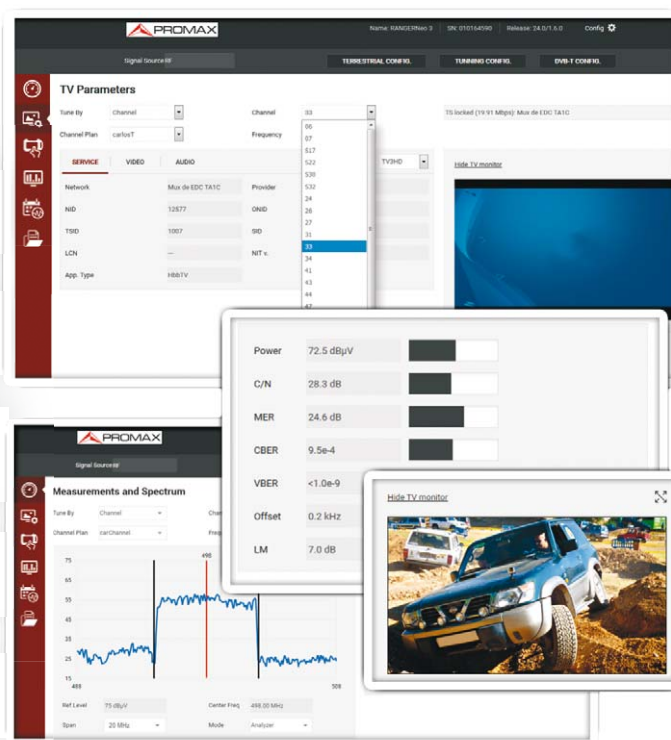 PROMAX
Name: RANGERNeo 3 SN: 010164590 Release: 24.0/1.6.0 Config
Signal Source RF
TERRESTRIAL CONFIG. TUNNING CONFIG. DVB-T CONFIG.
TV Parameters
Tune By Channel Channel 33 TS locked (19.91 Mbps): Mux de EDC TA1C
Channel Plan carlosT Frequency
06
07
S17
S22
S30
S32
24
26
27
31
33
34
41
43
44
47
SERVICE VIDEO AUDIO TV3HD Hide TV monitor
Network Mux de EDC TA1C Provider
NID 12577 ONID
TSID 1007 SID
LCN --- NIT v.
App. Type HbbTV
Power 72.5 dBµV
C/N 28.3 dB
MER 24.6 dB
CBER 9.5e-4
VBER <1.0e-9
Offset 0.2 kHz
LM 7.0 dB
Hide TV monitor
PROMAX
Signal Source RF
Measurements and Spectrum
Tune By Channel
Channel Plan carChannel
498
75
65
55
45
35
25
15
488 508
Ref Level 75 dBµV Center Freq 498.00 MHz
Span 20 MHz Mode Analyzer